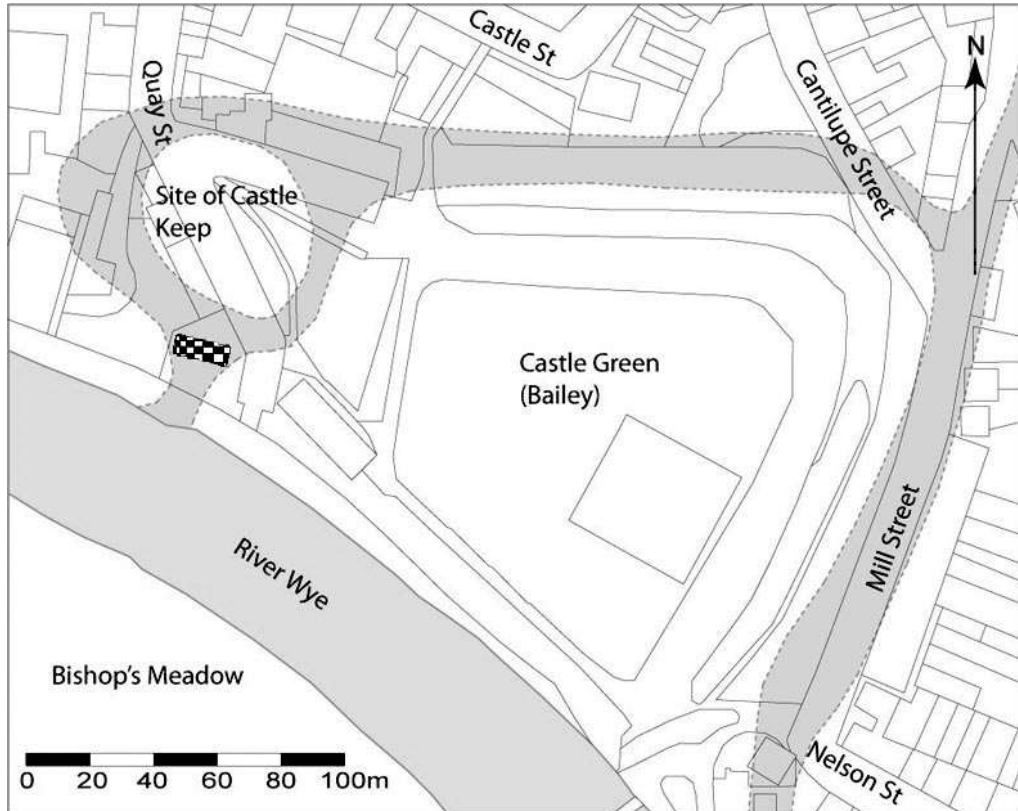 Castle St
Quay St
Cantilupe Street
N
Site of Castle
Keep
Castle Green
(Bailey)
Mill Street
River Wye
Bishop's Meadow
Nelson St
0 20 40 60 80 100m